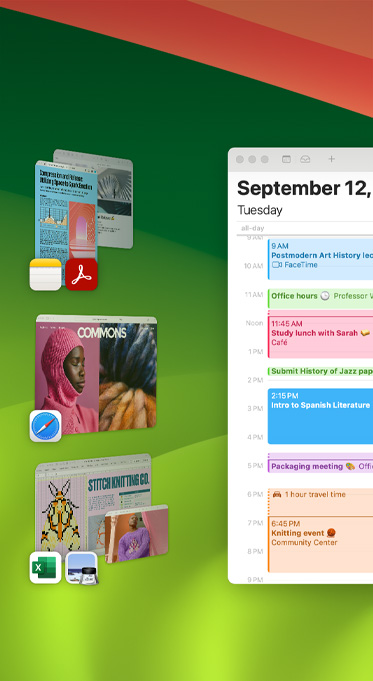 Compression and Release:
COMMONS
STITCH KNITTING CO.
September 12,
Tuesday
all-day
9 AM
9 AM
Postmodern Art History lec
FaceTime
10 AM
11 AM
Office hours
Professor
Noon
11:45 AM
Study lunch with Sarah
Café
1 PM
Submit History of Jazz pap
2 PM
2:15 PM
Intro to Spanish Literature
3 PM
4 PM
5 PM
Packaging meeting
Offi
6 PM
1 hour travel time
7 PM
6:45 PM
Knitting event
Community Center
8 PM
9 PM